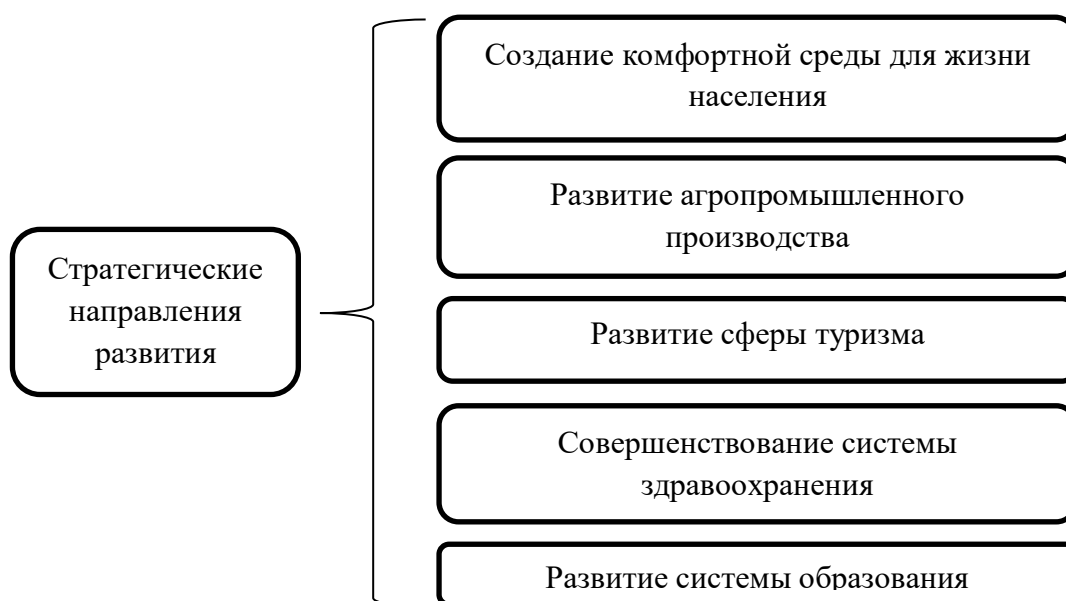 Стратегические
направления
развития
Создание комфортной среды для жизни
населения
Развитие агропромышленного
производства
Развитие сферы туризма
Совершенствование системы
здравоохранения
Развитие системы образования